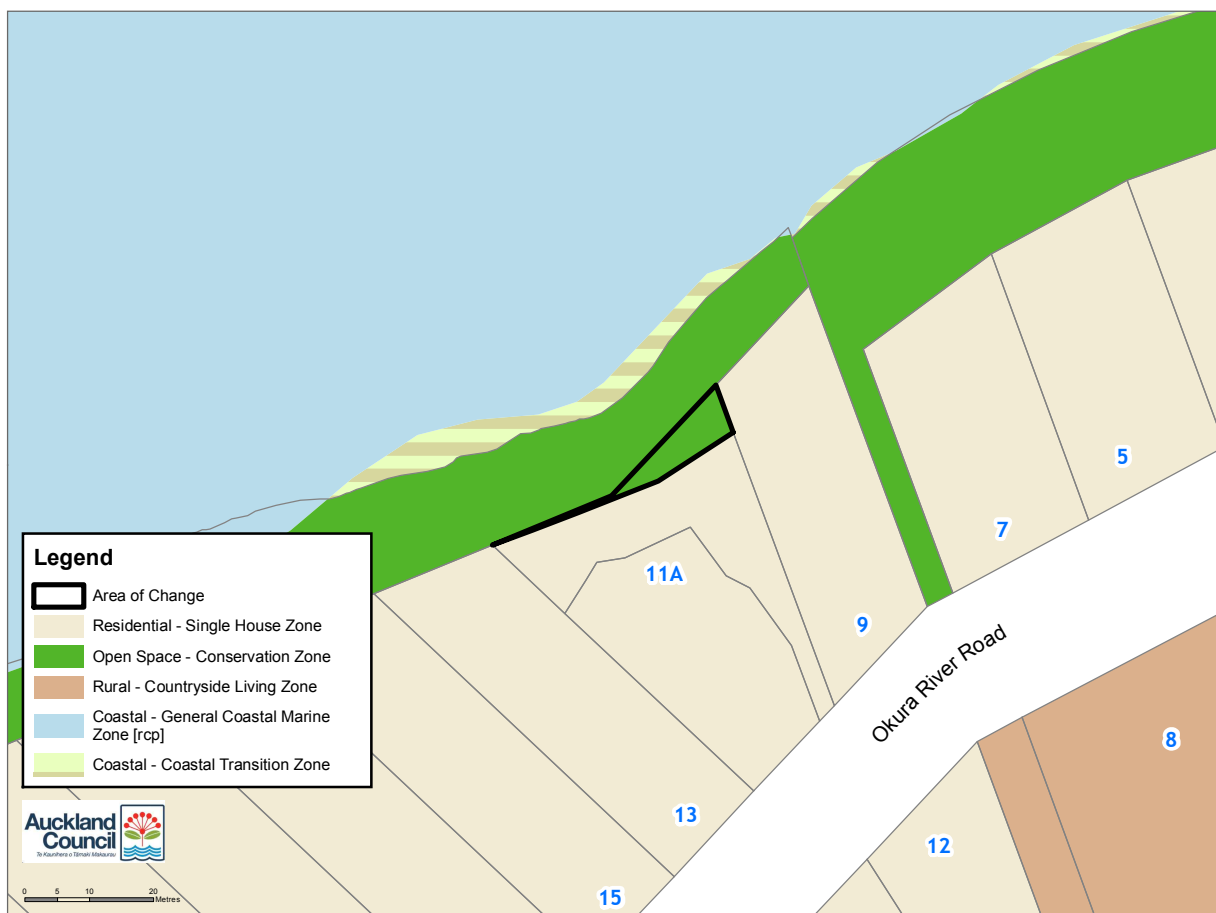 5
7
11A
9
Okura River Road
8
13
12
15
Legend
Area of Change
Residential - Single House Zone
Open Space - Conservation Zone
Rural - Countryside Living Zone
Coastal - General Coastal Marine
Zone [rcp]
Coastal - Coastal Transition Zone
Auckland
Council
Te Kaunihera o Tāmaki Makaurau
0 5 10 20
Metres